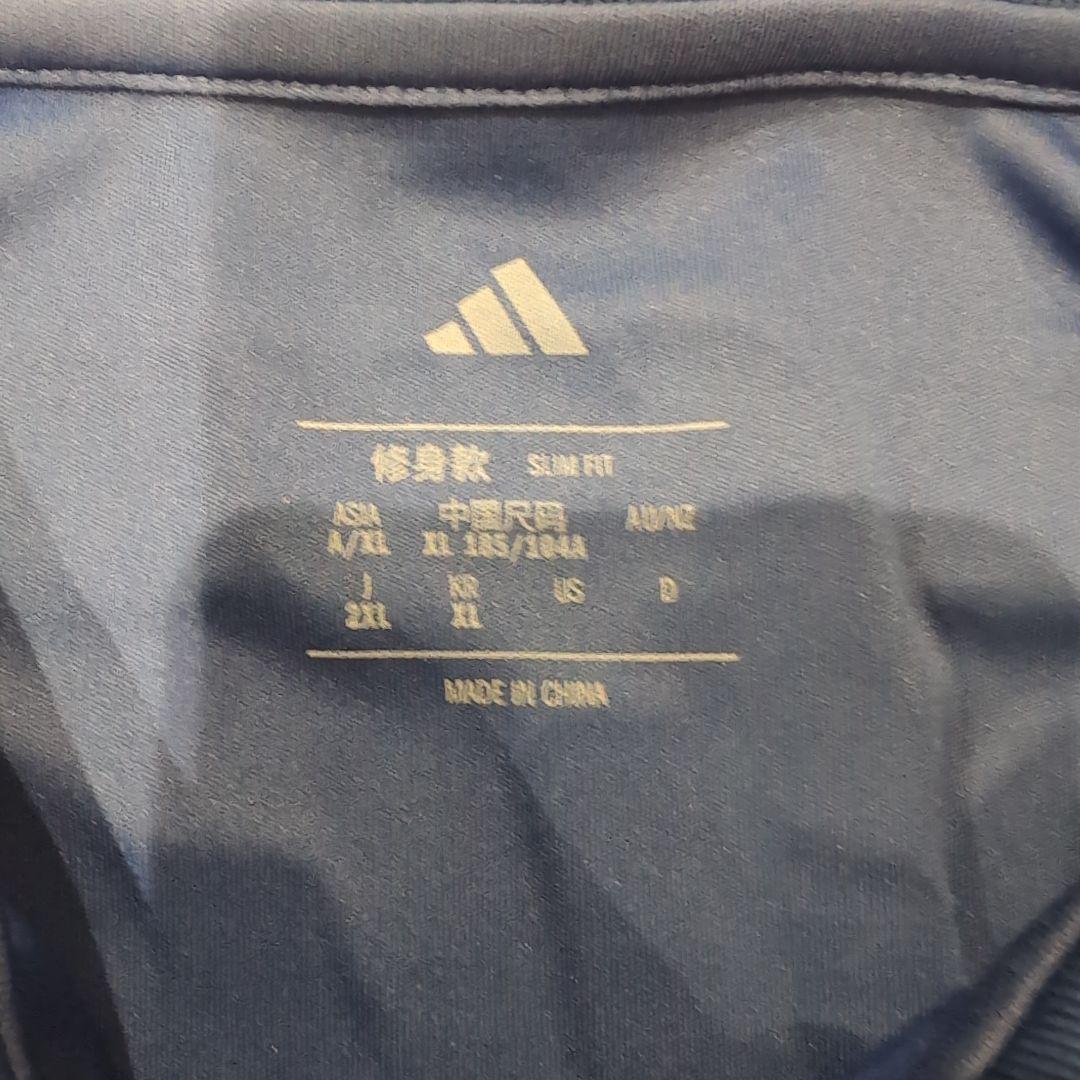 修身款 SLIM FIT
ASIA 中国尺码 AU/NZ
A/XL XL 185/104A
J KR US D
2XL XL
MADE IN CHINA